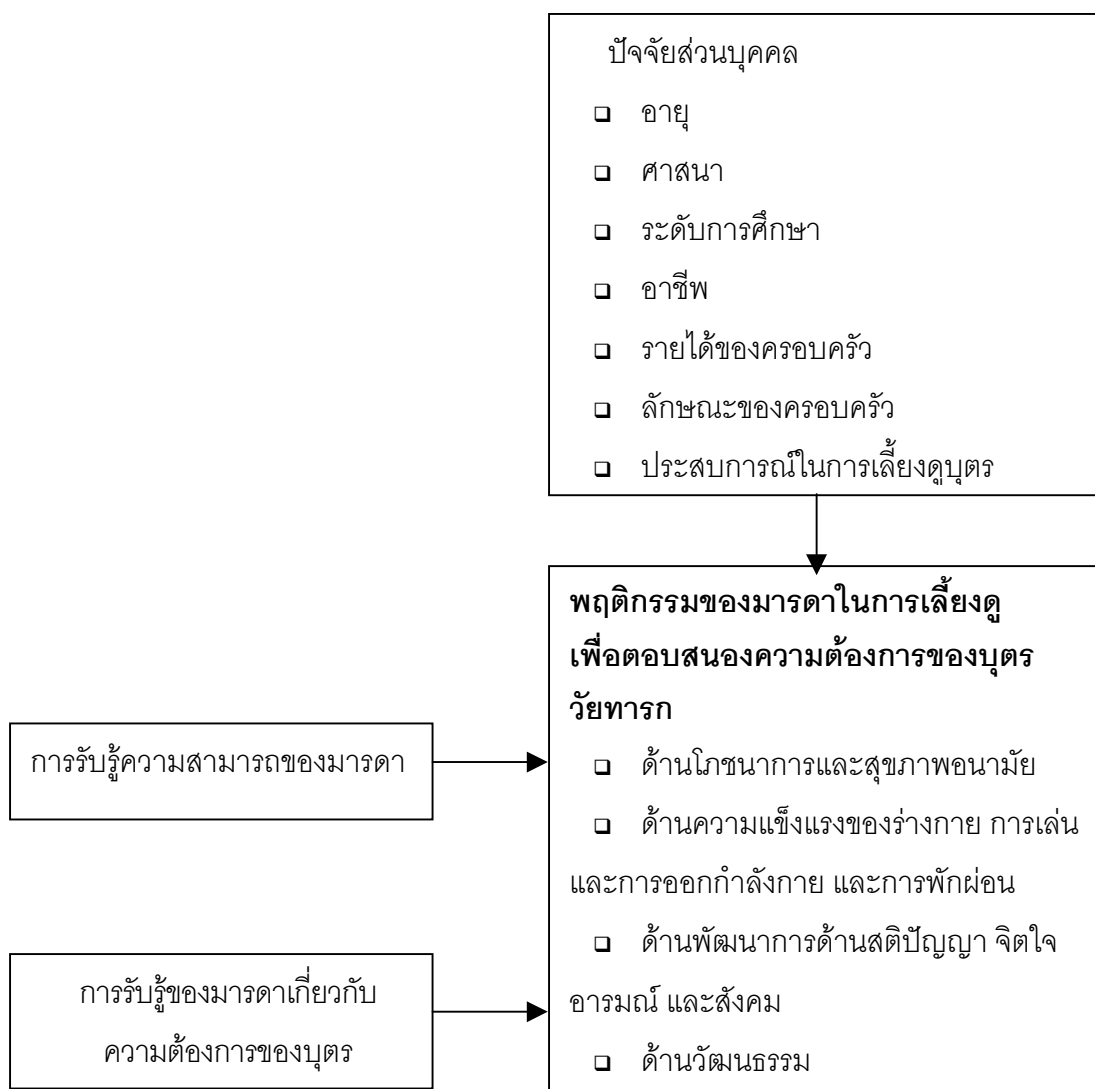 ปัจจัยส่วนบุคคล
❑ อายุ
❑ ศาสนา
❑ ระดับการศึกษา
❑ อาชีพ
❑ รายได้ของครอบครัว
❑ ลักษณะของครอบครัว
❑ ประสบการณ์ในการเลี้ยงดูบุตร
พฤติกรรมของมารดาในการเลี้ยงดู
เพื่อตอบสนองความต้องการของบุตร
วัยทารก
❑ ด้านโภชนาการและสุขภาพอนามัย
❑ ด้านความแข็งแรงของร่างกาย การเล่น
และการออกกำลังกาย และการพักผ่อน
❑ ด้านพัฒนาการด้านสติปัญญา จิตใจ
อารมณ์ และสังคม
❑ ด้านวัฒนธรรม
การรับรู้ความสามารถของมารดา
การรับรู้ของมารดาเกี่ยวกับ
ความต้องการของบุตร